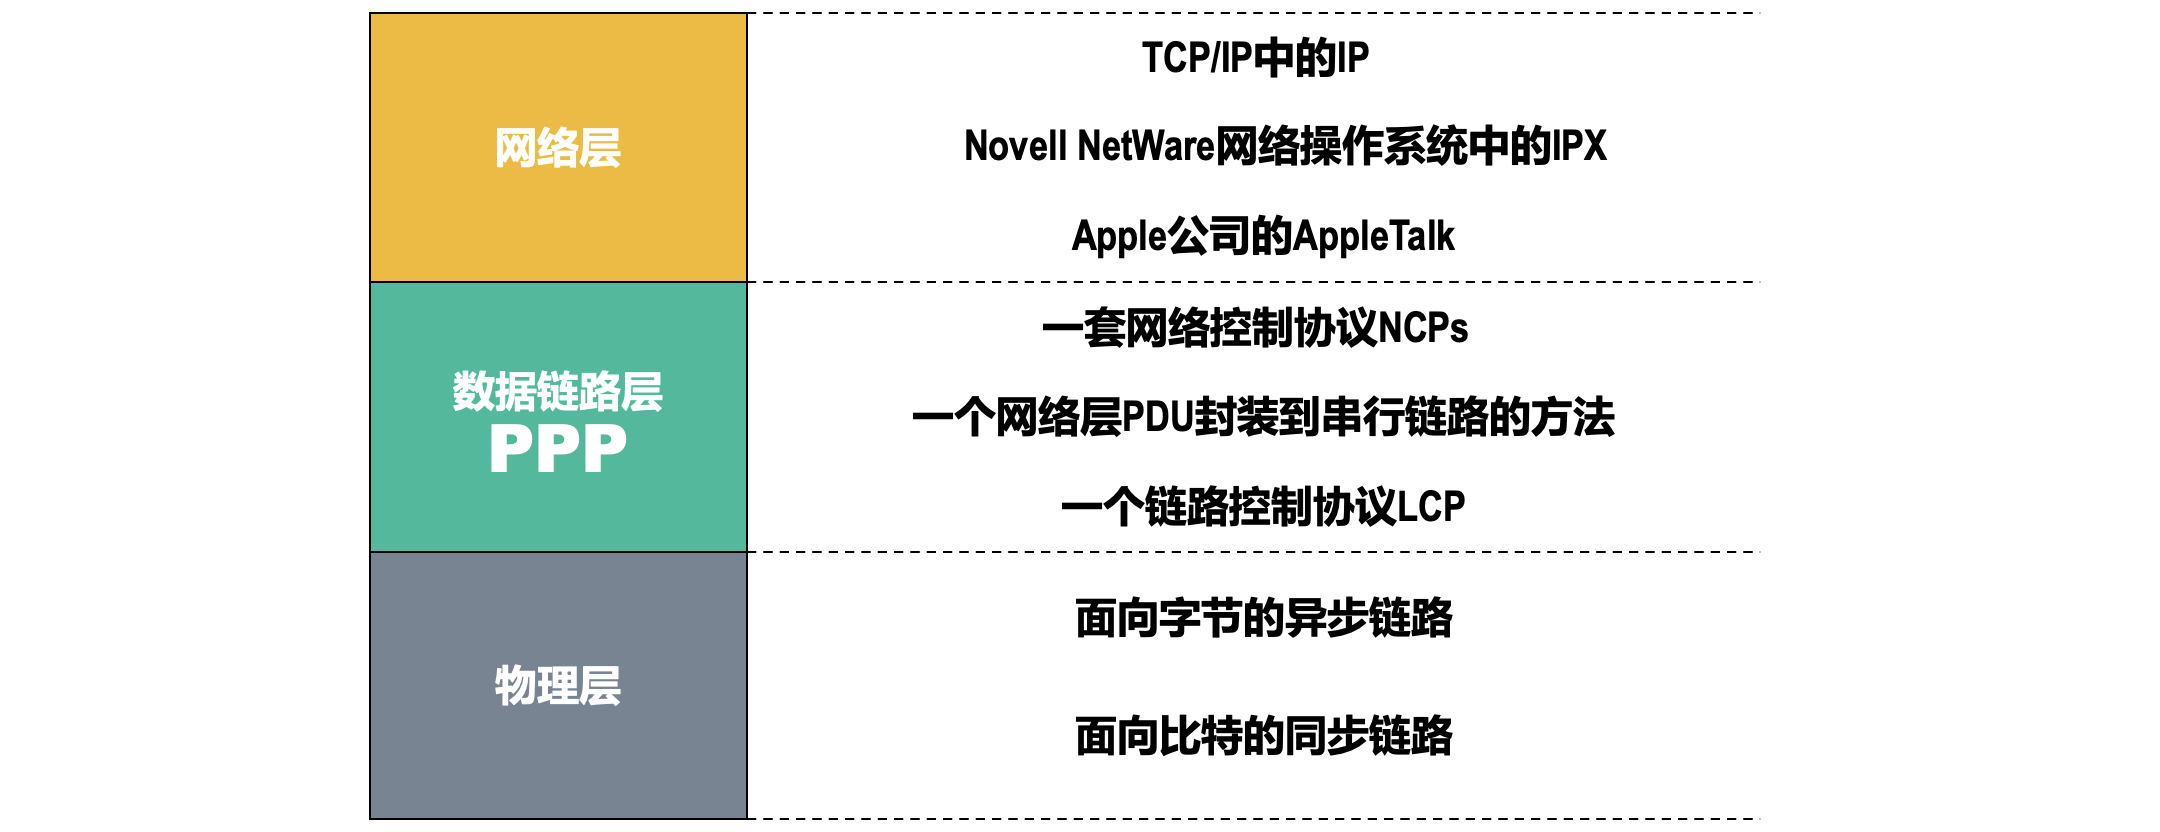 网络层
TCP/IP中的IP
Novell NetWare网络操作系统中的IPX
Apple公司的AppleTalk
数据链路层
PPP
一套网络控制协议NCPs
一个网络层PDU封装到串行链路的方法
一个链路控制协议LCP
物理层
面向字节的异步链路
面向比特的同步链路